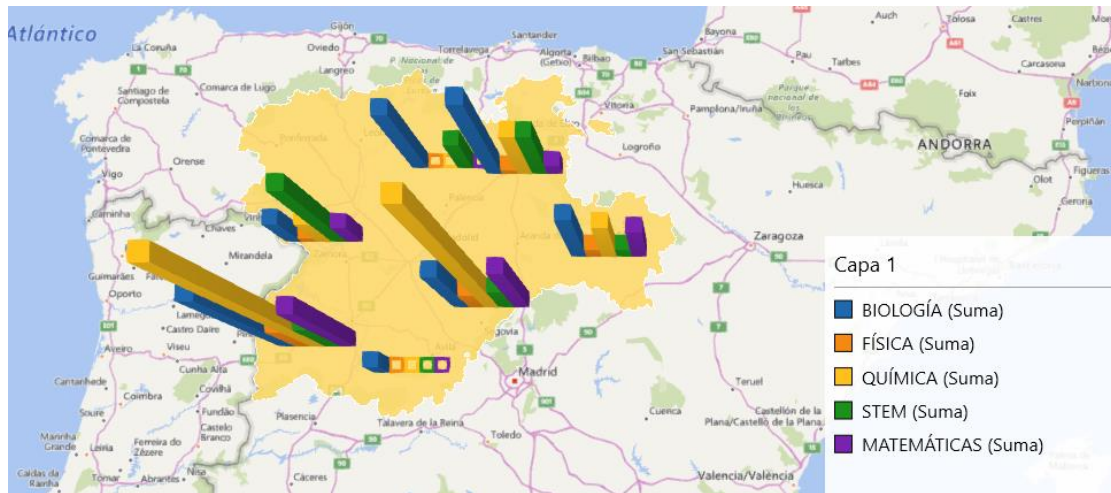 Atlántico
La Coruña
Santiago de
Compostela
Comarca de Lugo
Comarca de
Pontevedra
Orense
Vigo
Caminha
Chaves
Mirandela
Guimarães
Oporto
Castro Daire
Aveiro
Viseu
Cantanhede
Coimbra
Cunha Alta
Covilhã
Soure
Fundão
Marinha
Grande
Leiria
Ferreira do
Zêzere
Castelo
Branco
Caldas da
Rainha
Tomar
Abrantes
Nisa
Plasencia
Cáceres
Talavera de la Reina
Toledo
Madrid
Gijón
Oviedo
Langreo
Torrelavega
Santander
Algorta
(Getxo)
Bilbao
Vitoria
San-Sebastián
Bayona
Pamplona/Iruña
Logroño
Pau
Tarbes
Auch
Tolosa
Castres
Carcasona
Foix
Parque
nacional de
Perpiñán
ANDORRA
Figueras
Olot
Gerona
Huesca
Zaragoza
Teruel
Cuenca
Castellón de la
Plana/Castelló de la Plana
Valencia/València
Capa 1
BIOLOGÍA (Suma)
FÍSICA (Suma)
QUÍMICA (Suma)
STEM (Suma)
MATEMÁTICAS (Suma)